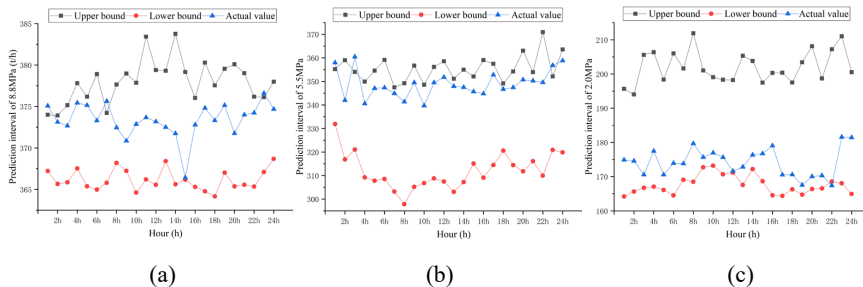 Upper bound Lower bound Actual value
Prediction interval of 8.8MPa (t/h)
385
380
375
370
365
2h 4h 6h 8h 10h 12h 14h 16h 18h 20h 22h 24h
Hour (h)
(a)
Upper bound Lower bound Actual value
Prediction interval of 5.5MPa
370
360
350
340
330
320
310
300
2h 4h 6h 8h 10h 12h 14h 16h 18h 20h 22h 24h
Hour (h)
(b)
Upper bound Lower bound Actual value
Prediction interval of 2.0MPa
210
200
190
180
170
160
2h 4h 6h 8h 10h 12h 14h 16h 18h 20h 22h 24h
Hour (h)
(c)